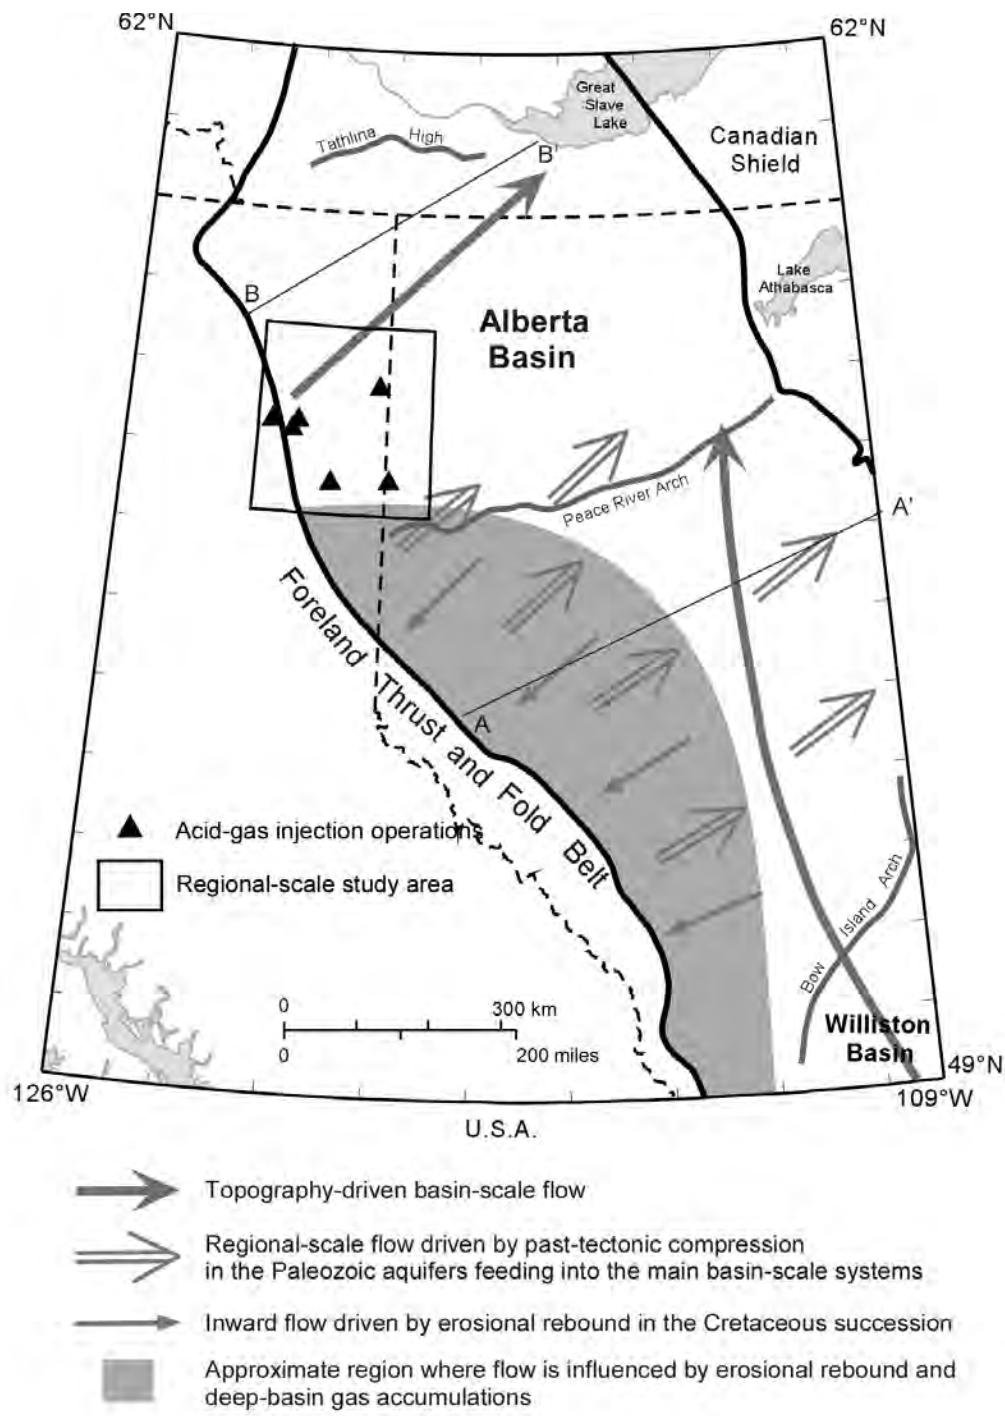 62°N
62°N
Great
Slave
Lake
Tathlina High
Canadian
Shield
B'
Lake
Athabasca
B
Alberta
Basin
Peace River Arch
A'
Foreland Thrust and Fold Belt
A
Acid-gas injection operations
Regional-scale study area
Bow Island Arch
0 300 km
0 200 miles
Williston
Basin
49°N
126°W
109°W
U.S.A.
Topography-driven basin-scale flow
Regional-scale flow driven by past-tectonic compression
in the Paleozoic aquifers feeding into the main basin-scale systems
Inward flow driven by erosional rebound in the Cretaceous succession
Approximate region where flow is influenced by erosional rebound and
deep-basin gas accumulations